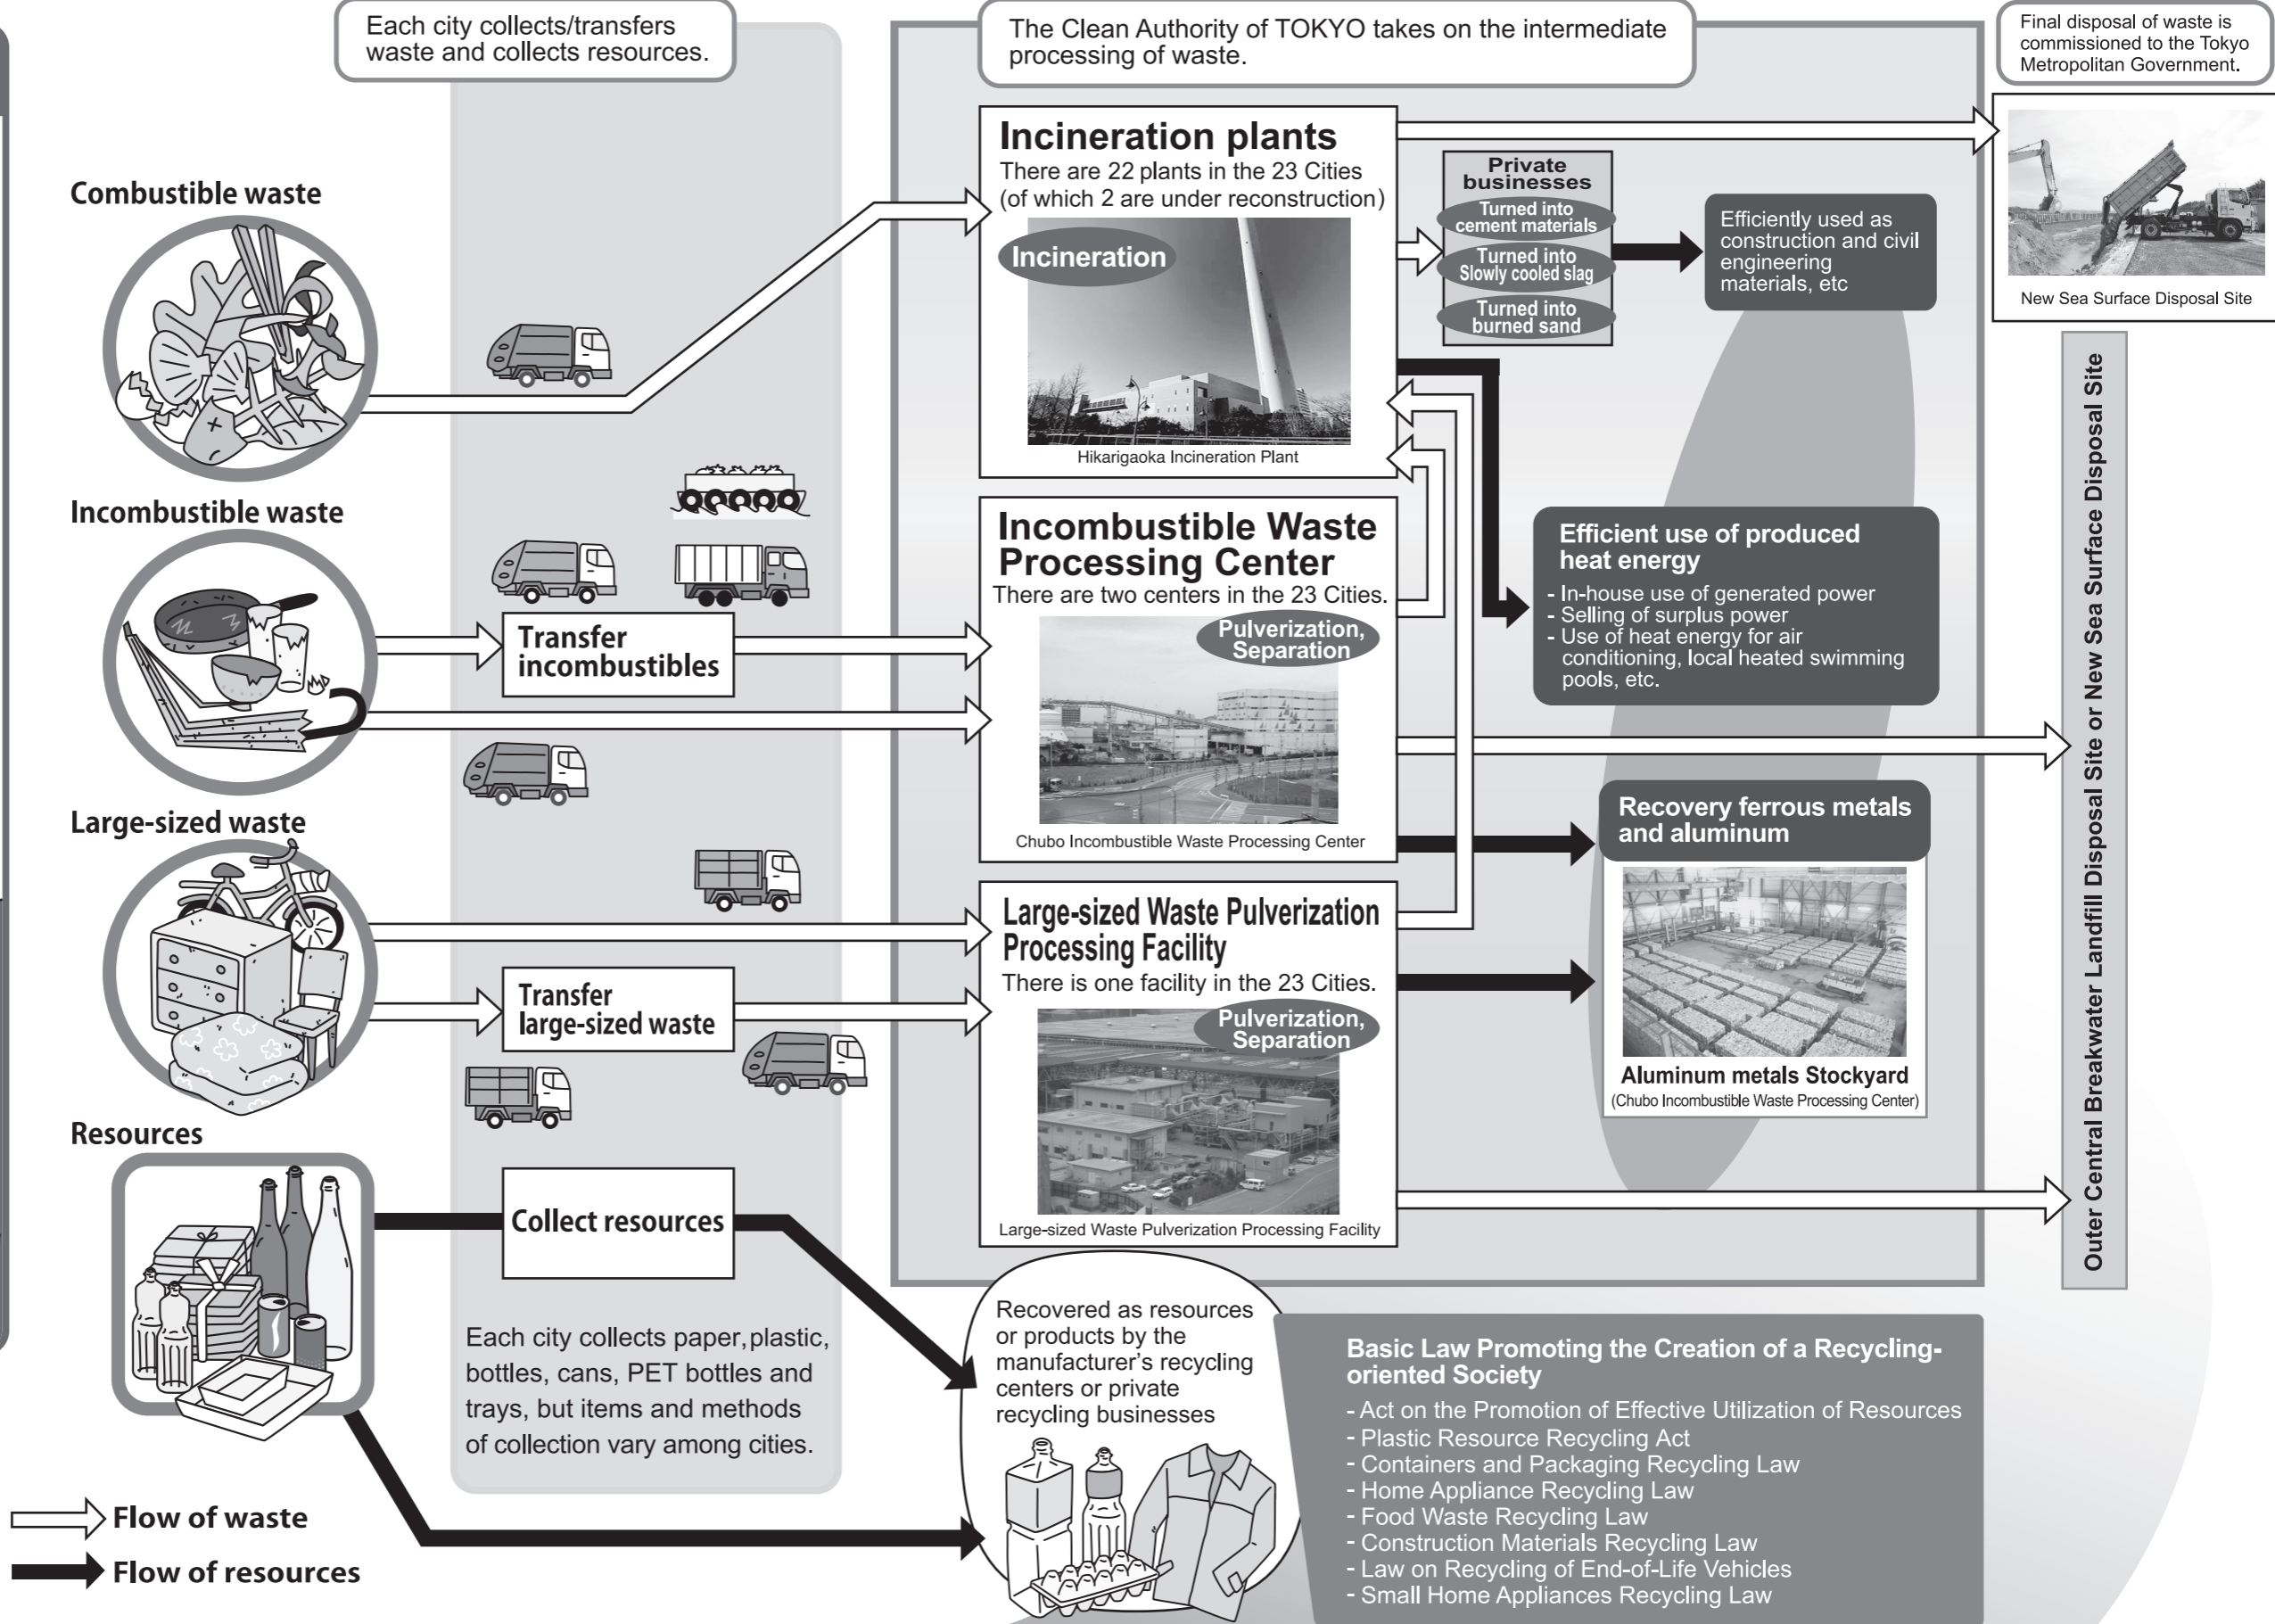 Each city collects/transfers
waste and collects resources.
The Clean Authority of TOKYO takes on the intermediate
processing of waste.
Final disposal of waste is
commissioned to the Tokyo
Metropolitan Government.
Combustible waste
Incineration plants
There are 22 plants in the 23 Cities
(of which 2 are under reconstruction)
Incineration
Hikarigaoka Incineration Plant
Private
businesses
Turned into
cement materials
Turned into
Slowly cooled slag
Turned into
burned sand
Efficiently used as
construction and civil
engineering
materials, etc
New Sea Surface Disposal Site
Incombustible waste
Transfer
incombustibles
Incombustible Waste
Processing Center
There are two centers in the 23 Cities.
Pulverization,
Separation
Chubo Incombustible Waste Processing Center
Efficient use of produced
heat energy
- In-house use of generated power
- Selling of surplus power
- Use of heat energy for air
conditioning, local heated swimming
pools, etc.
Outer Central Breakwater Landfill Disposal Site or New Sea Surface Disposal Site
Large-sized waste
Transfer
large-sized waste
Large-sized Waste Pulverization
Processing Facility
There is one facility in the 23 Cities.
Pulverization,
Separation
Large-sized Waste Pulverization Processing Facility
Recovery ferrous metals
and aluminum
Aluminum metals Stockyard
(Chubo Incombustible Waste Processing Center)
Resources
Collect resources
Each city collects paper, plastic,
bottles, cans, PET bottles and
trays, but items and methods
of collection vary among cities.
Recovered as resources
or products by the
manufacturer's recycling
centers or private
recycling businesses
Basic Law Promoting the Creation of a Recycling-
oriented Society
- Act on the Promotion of Effective Utilization of Resources
- Plastic Resource Recycling Act
- Containers and Packaging Recycling Law
- Home Appliance Recycling Law
- Food Waste Recycling Law
- Construction Materials Recycling Law
- Law on Recycling of End-of-Life Vehicles
- Small Home Appliances Recycling Law
Flow of waste
Flow of resources